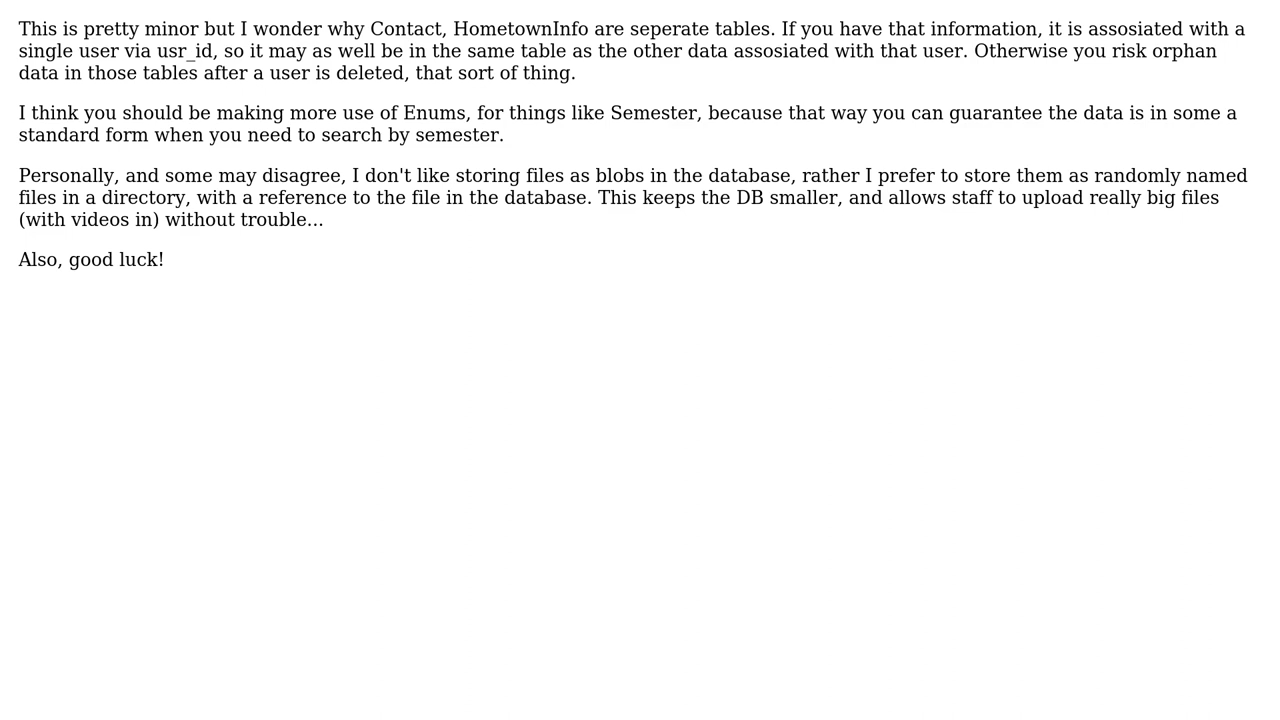 This is pretty minor but I wonder why Contact, HometownInfo are seperate tables. If you have that information, it is assosiated with a
single user via usr_id, so it may as well be in the same table as the other data assosiated with that user. Otherwise you risk orphan
data in those tables after a user is deleted, that sort of thing.
I think you should be making more use of Enums, for things like Semester, because that way you can guarantee the data is in some a
standard form when you need to search by semester.
Personally, and some may disagree, I don't like storing files as blobs in the database, rather I prefer to store them as randomly named
files in a directory, with a reference to the file in the database. This keeps the DB smaller, and allows staff to upload really big files
(with videos in) without trouble...
Also, good luck!